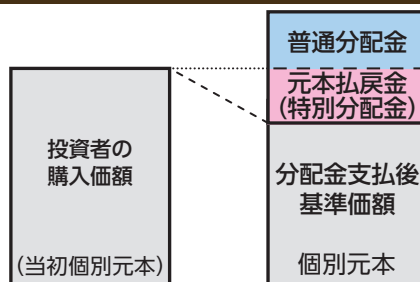 普通分配金
元本払戻金
(特別分配金)
投資者の
購入価額
(当初個別元本)
分配金支払後
基準価額
個別元本